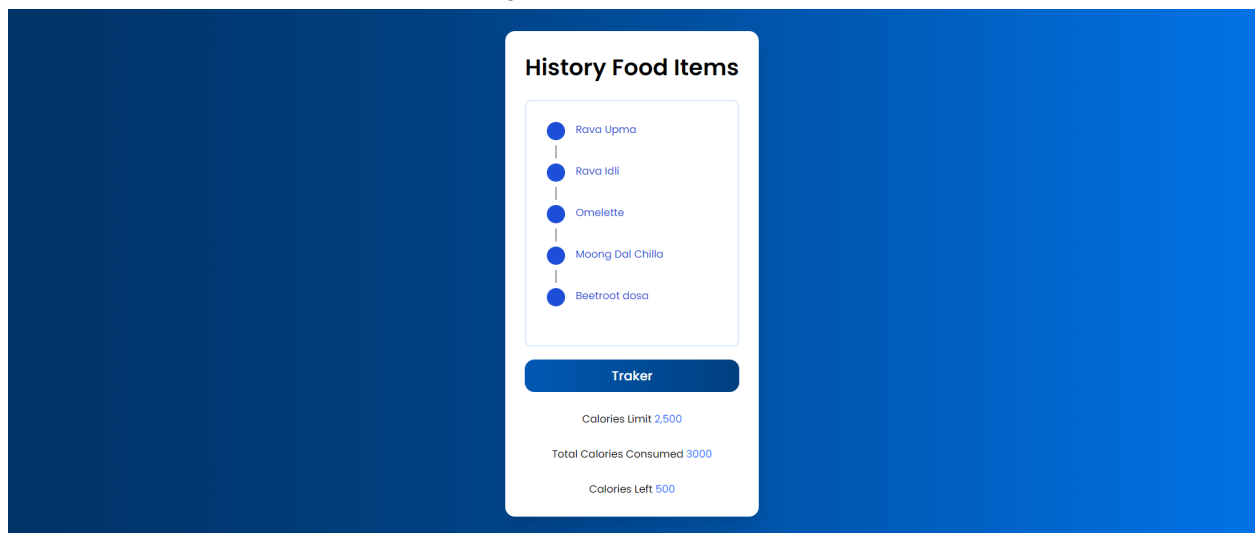 History Food Items
Rava Upma
Rava Idli
Omelette
Moong Dal Chilla
Beetroot dosa
Traker
Calories Limit 2,500
Total Calories Consumed 3000
Calories Left 500